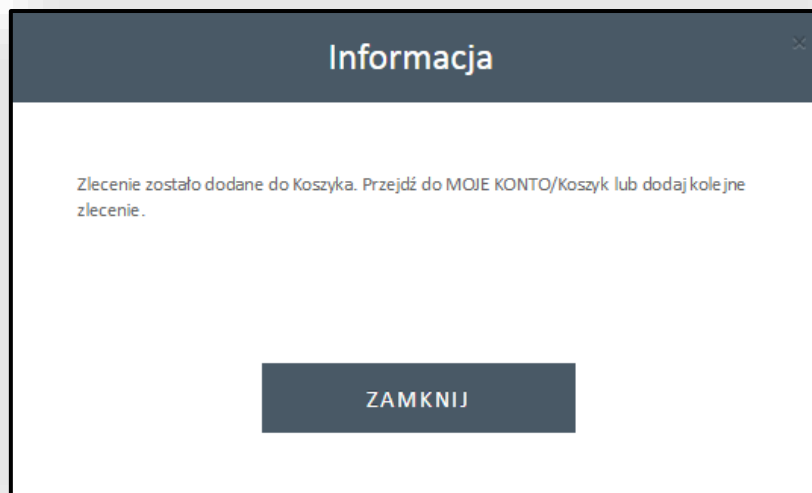 Informacja
Zlecenie zostało dodane do Koszyka. Przejdź do MOJE KONTO/Koszyk lub dodaj kolejne
zlecenie.
ZAMKNIJ